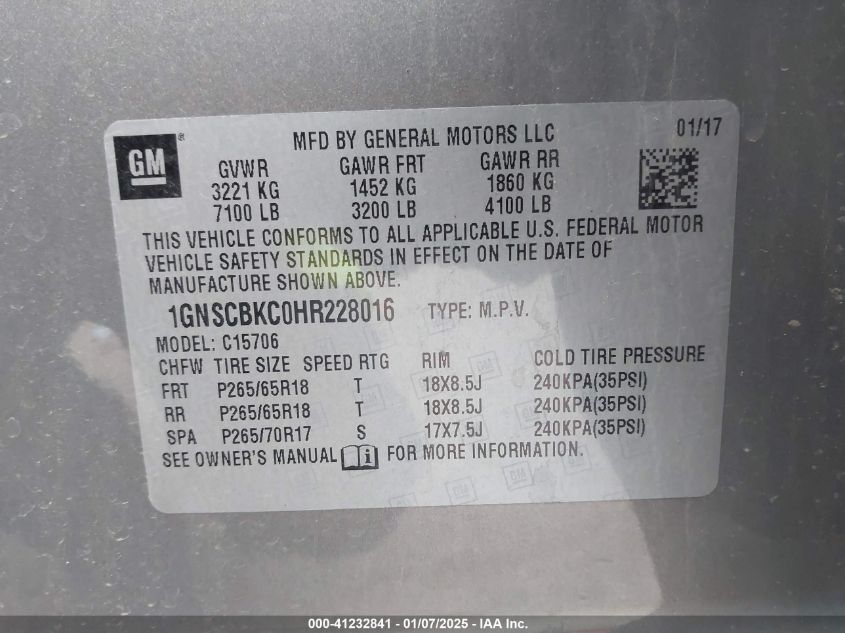 GM®
MFD BY GENERAL MOTORS LLC 01/17
GVWR GAWR FRT GAWR RR
3221 KG 1452 KG 1860 KG
7100 LB 3200 LB 4100 LB
THIS VEHICLE CONFORMS TO ALL APPLICABLE U.S. FEDERAL MOTOR
VEHICLE SAFETY STANDARDS IN EFFECT ON THE DATE OF
MANUFACTURE SHOWN ABOVE.
1GNSCBKC0HR228016 TYPE: M.P.V.
MODEL: C15706
CHFW TIRE SIZE SPEED RTG RIM COLD TIRE PRESSURE
FRT P265/65R18 T 18X8.5J 240KPA(35PSI)
RR P265/65R18 T 18X8.5J 240KPA(35PSI)
SPA P265/70R17 S 17X7.5J 240KPA(35PSI)
SEE OWNER'S MANUAL i FOR MORE INFORMATION.
000-41232841 - 01/07/2025 - IAA Inc.